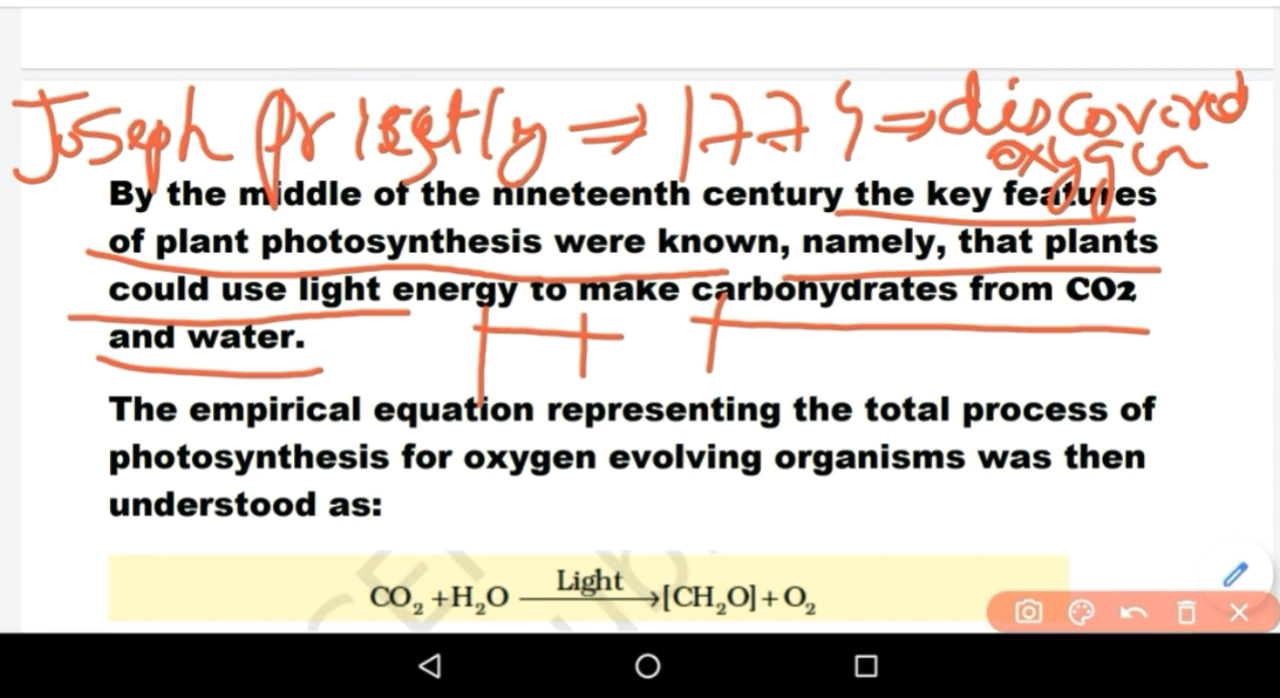 Joseph Priestly ⇒ 1774 ⇒ discovered
oxygen
By the middle of the nineteenth century the key features
of plant photosynthesis were known, namely, that plants
could use light energy to make carbohydrates from CO2
and water.
The empirical equation representing the total process of
photosynthesis for oxygen evolving organisms was then
understood as:
Light
CO₂ +H₂O ⟶[CH₂O]+O₂